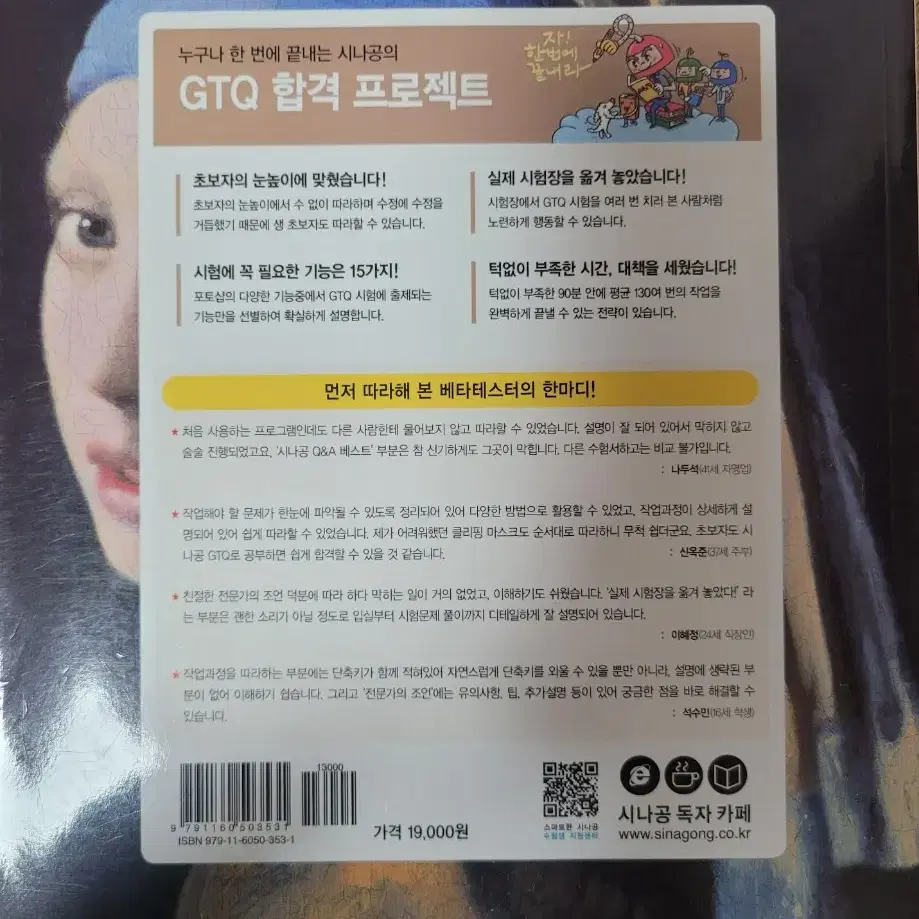 누구나 한 번에 끝내는 시나공의
GTQ 합격 프로젝트
자!
한번에
끝내라~
초보자의 눈높이에 맞췄습니다!
초보자의 눈높이에서 수 없이 따라하며 수정에 수정을
거듭했기 때문에 생 초보자도 따라할 수 있습니다.
실제 시험장을 옮겨 놓았습니다!
시험장에서 GTQ 시험을 여러 번 치러 본 사람처럼
노련하게 행동할 수 있습니다.
시험에 꼭 필요한 기능은 15가지!
포토샵의 다양한 기능중에서 GTQ 시험에 출제되는
기능만을 선별하여 확실하게 설명합니다.
턱없이 부족한 시간, 대책을 세웠습니다!
턱없이 부족한 90분 안에 평균 130여 번의 작업을
완벽하게 끝낼 수 있는 전략이 있습니다.
먼저 따라해 본 베타테스터의 한마디!
★ 처음 사용하는 프로그램인데도 다른 사람한테 물어보지 않고 따라할 수 있었습니다. 설명이 잘 되어 있어서 막히지 않고
술술 진행되었고요, '시나공 Q&A 베스트' 부분은 참 신기하게도 그곳이 막힙니다. 다른 수험서하고는 비교 불가입니다.
: 나두석(41세 자영업)
★ 작업해야 할 문제가 한눈에 파악될 수 있도록 정리되어 있어 다양한 방법으로 활용할 수 있었고, 작업과정이 상세하게 설
명되어 있어 쉽게 따라할 수 있었습니다. 제가 어려워했던 클리핑 마스크도 순서대로 따라하니 무척 쉽더군요. 초보자도 시
나공 GTQ로 공부하면 쉽게 합격할 수 있을 것 같습니다.
: 신옥준(37세 주부)
★ 친절한 전문가의 조언 덕분에 따라 하다 막히는 일이 거의 없었고, 이해하기도 쉬웠습니다. '실제 시험장을 옮겨 놓았다!' 라
는 부분은 괜한 소리가 아닐 정도로 입실부터 시험문제 풀이까지 디테일하게 잘 설명되어 있습니다.
: 이혜정(24세 직장인)
★ 작업과정을 따라하는 부분에는 단축키가 함께 적혀있어 자연스럽게 단축키를 외울 수 있을 뿐만 아니라, 설명에 생략된 부
분이 없어 이해하기 쉽습니다. 그리고 '전문가의 조언'에는 유의사항, 팁, 추가설명 등이 있어 궁금한 점을 바로 해결할 수
있습니다.
: 석수민(16세 학생)
13000
9 791160 503531
ISBN 979-11-6050-353-1
가격 19,000원
스마트한 시나공
수험생 지원센터
시나공 독자 카페
www.sinagong.co.kr